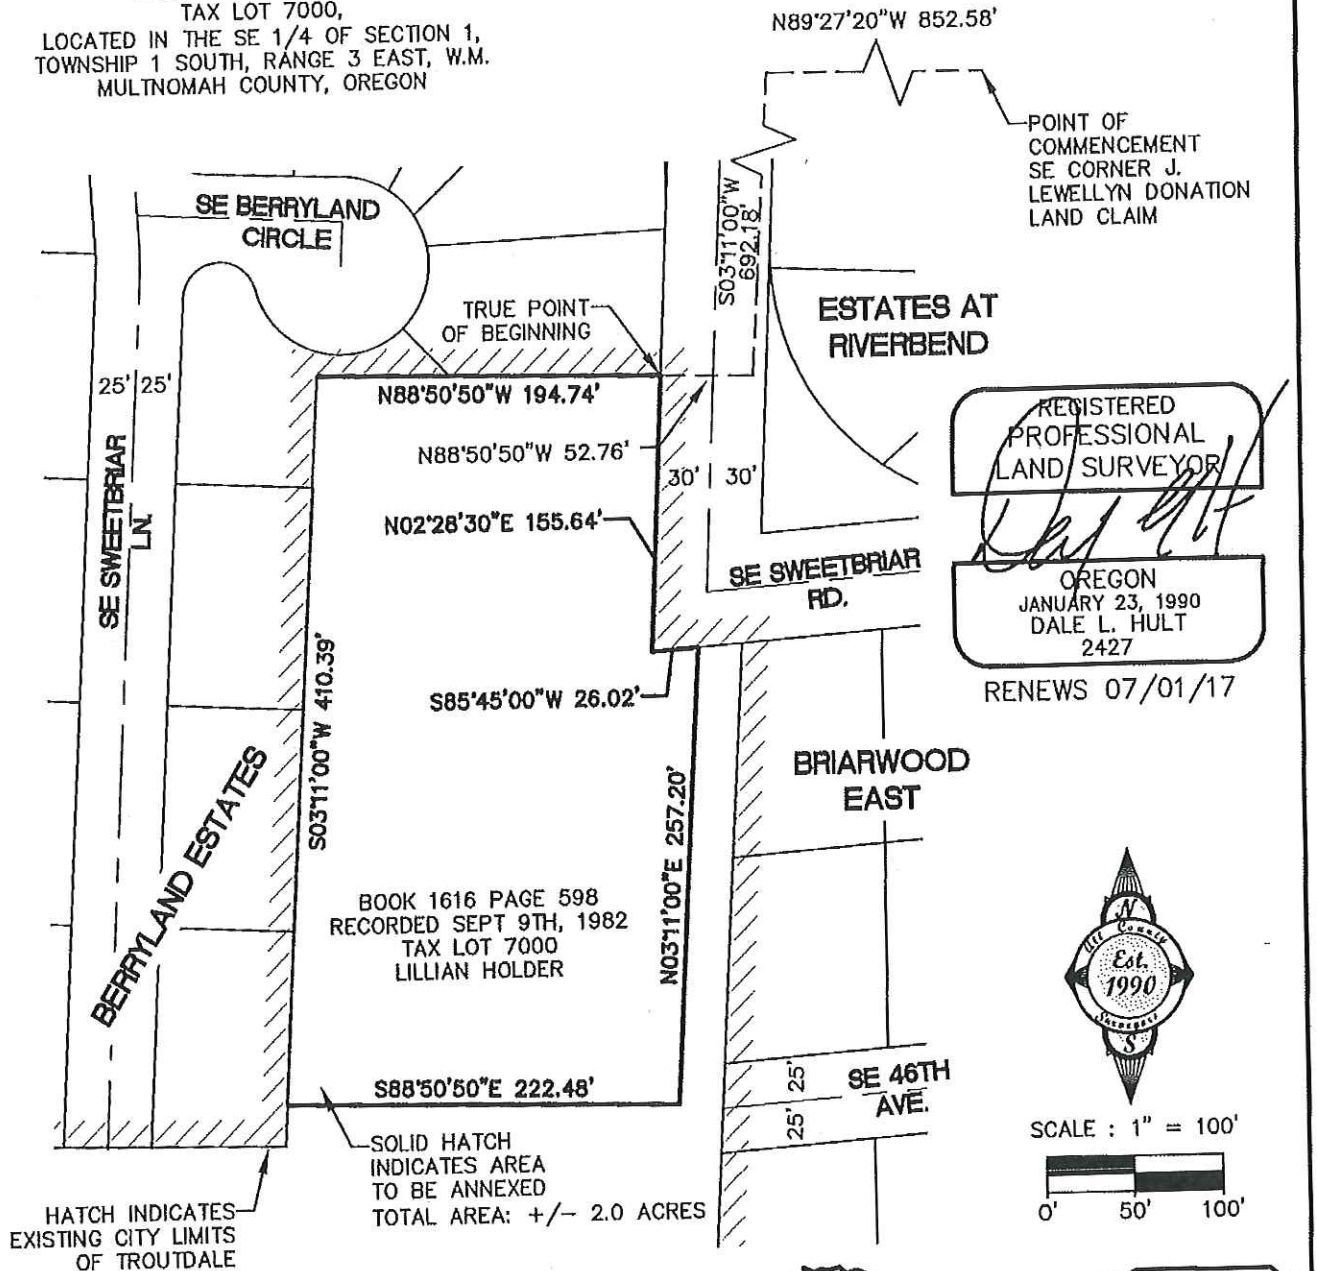 TAX LOT 7000,
LOCATED IN THE SE 1/4 OF SECTION 1,
TOWNSHIP 1 SOUTH, RANGE 3 EAST, W.M.
MULTNOMAH COUNTY, OREGON
N89°27'20"W 852.58'
POINT OF
COMMENCEMENT
SE CORNER J.
LEWELLYN DONATION
LAND CLAIM
SE BERRYLAND
CIRCLE
S03°11'00"W
692.18'
TRUE POINT
OF BEGINNING
ESTATES AT
RIVERBEND
25' 25'
N88°50'50"W 194.74'
N88°50'50"W 52.76'
30' 30'
N02°28'30"E 155.64'
SE SWEETBRIAR
LN.
SE SWEETBRIAR
RD.
REGISTERED
PROFESSIONAL
LAND SURVEYOR
OREGON
JANUARY 23, 1990
DALE L. HULT
2427
RENEWS 07/01/17
S03°11'00"W 410.39'
S85°45'00"W 26.02'
BRIARWOOD
EAST
BERRYLAND ESTATES
N03°11'00"E 257.20'
BOOK 1616 PAGE 598
RECORDED SEPT 9TH, 1982
TAX LOT 7000
LILLIAN HOLDER
N
All County
Est.
1990
Surveyors
S
S88°50'50"E 222.48'
25'
25'
SE 46TH
AVE.
SOLID HATCH
INDICATES AREA
TO BE ANNEXED
TOTAL AREA: +/- 2.0 ACRES
HATCH INDICATES
EXISTING CITY LIMITS
OF TROUTDALE
SCALE : 1" = 100'
0' 50' 100'